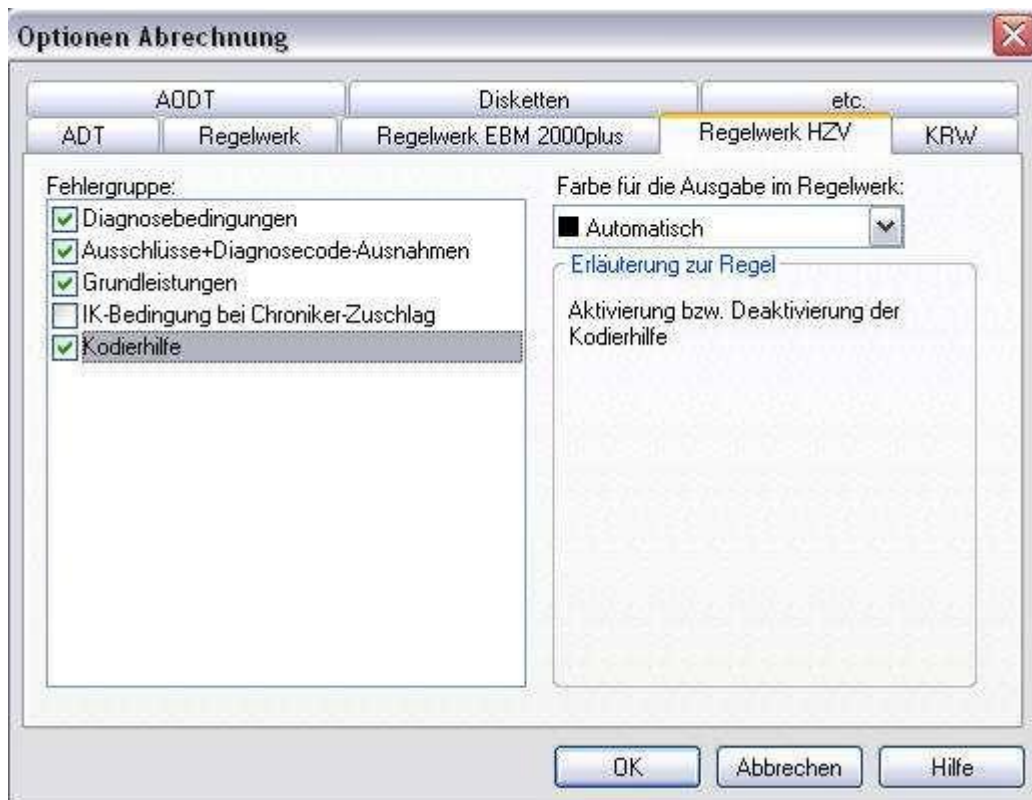 Optionen Abrechnung
AODT
Disketten
etc.
ADT
Regelwerk
Regelwerk EBM 2000plus
Regelwerk HZV
KRW
Fehlergruppe:
Diagnosebedingungen
Ausschlüsse+Diagnosecode-Ausnahmen
Grundleistungen
IK-Bedingung bei Chroniker-Zuschlag
Kodierhilfe
Farbe für die Ausgabe im Regelwerk:
Automatisch
Erläuterung zur Regel
Aktivierung bzw. Deaktivierung der
Kodierhilfe
OK
Abbrechen
Hilfe